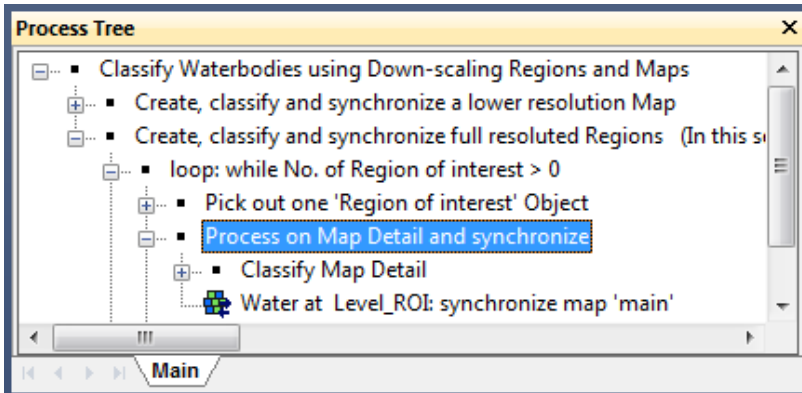 Process Tree
Classify Waterbodies using Down-scaling Regions and Maps
Create, classify and synchronize a lower resolution Map
Create, classify and synchronize full resoluted Regions (In this
loop: while No. of Region of interest > 0
Pick out one 'Region of interest' Object
Process on Map Detail and synchronize
Classify Map Detail
Water at Level_ROI: synchronize map 'main'
Main